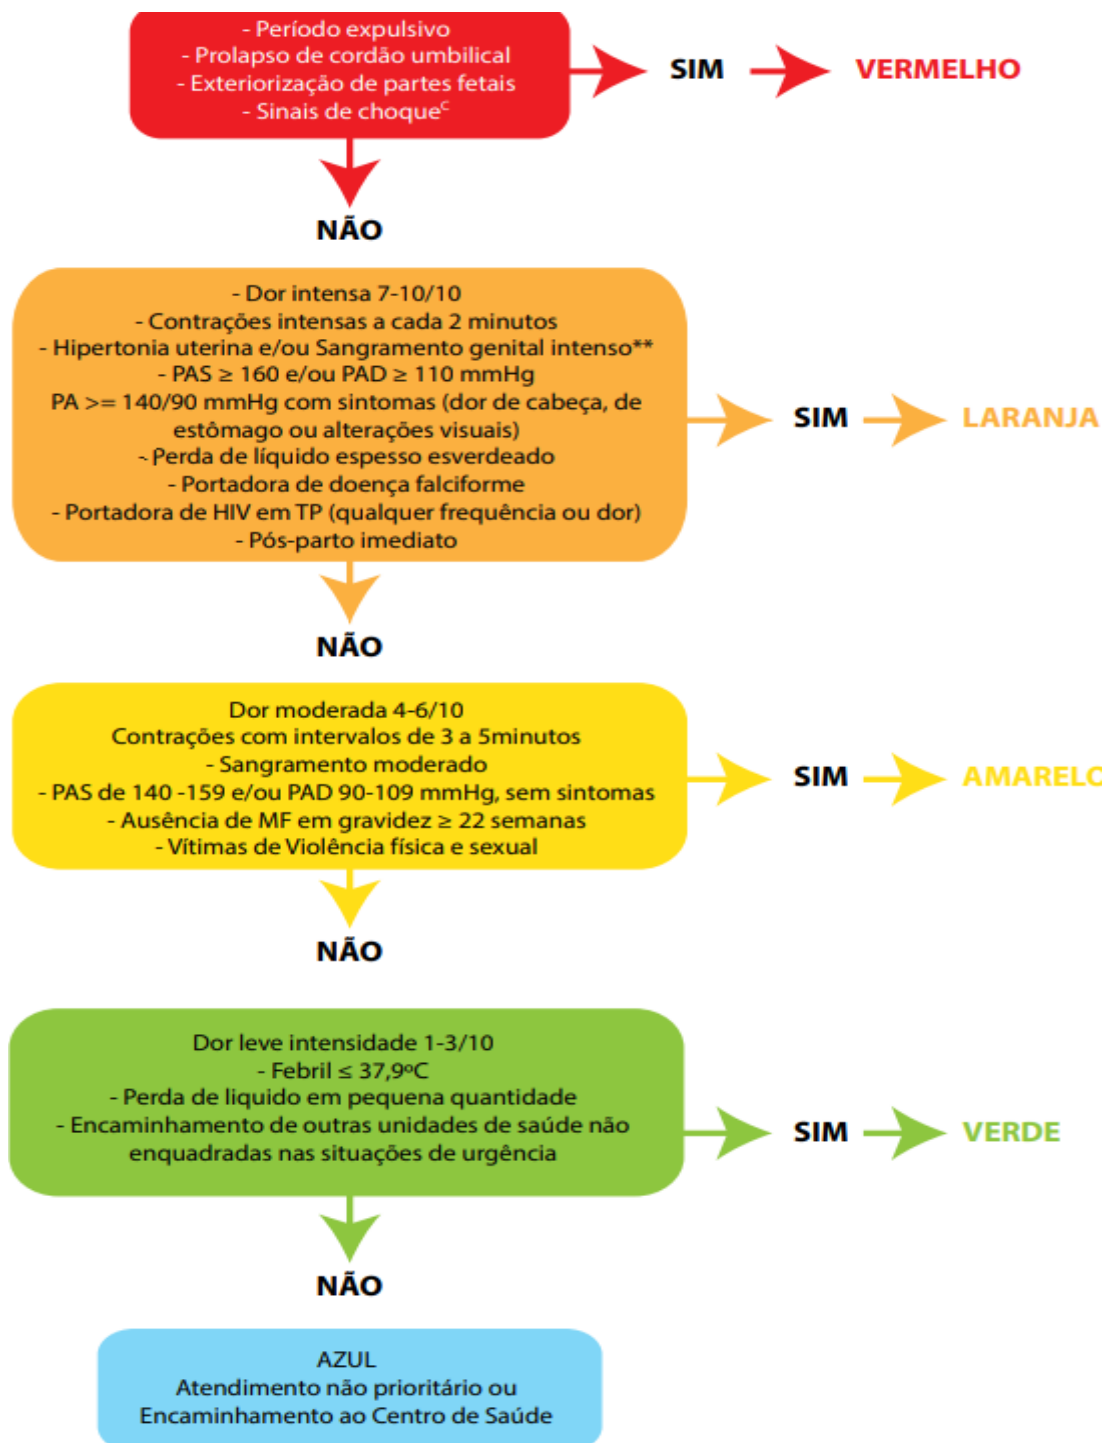 - Período expulsivo
- Prolapso de cordão umbilical
- Exteriorização de partes fetais
- Sinais de choqueᶜ
SIM
VERMELHO
NÃO
- Dor intensa 7-10/10
- Contrações intensas a cada 2 minutos
- Hipertonia uterina e/ou Sangramento genital intenso**
- PAS ≥ 160 e/ou PAD ≥ 110 mmHg
PA >= 140/90 mmHg com sintomas (dor de cabeça, de
estômago ou alterações visuais)
- Perda de líquido espesso esverdeado
- Portadora de doença falciforme
- Portadora de HIV em TP (qualquer frequência ou dor)
- Pós-parto imediato
SIM
LARANJA
NÃO
Dor moderada 4-6/10
Contrações com intervalos de 3 a 5minutos
- Sangramento moderado
- PAS de 140 -159 e/ou PAD 90-109 mmHg, sem sintomas
- Ausência de MF em gravidez ≥ 22 semanas
- Vítimas de Violência física e sexual
SIM
AMARELO
NÃO
Dor leve intensidade 1-3/10
- Febril ≤ 37,9ºC
- Perda de liquido em pequena quantidade
- Encaminhamento de outras unidades de saúde não
enquadradas nas situações de urgência
SIM
VERDE
NÃO
AZUL
Atendimento não prioritário ou
Encaminhamento ao Centro de Saúde